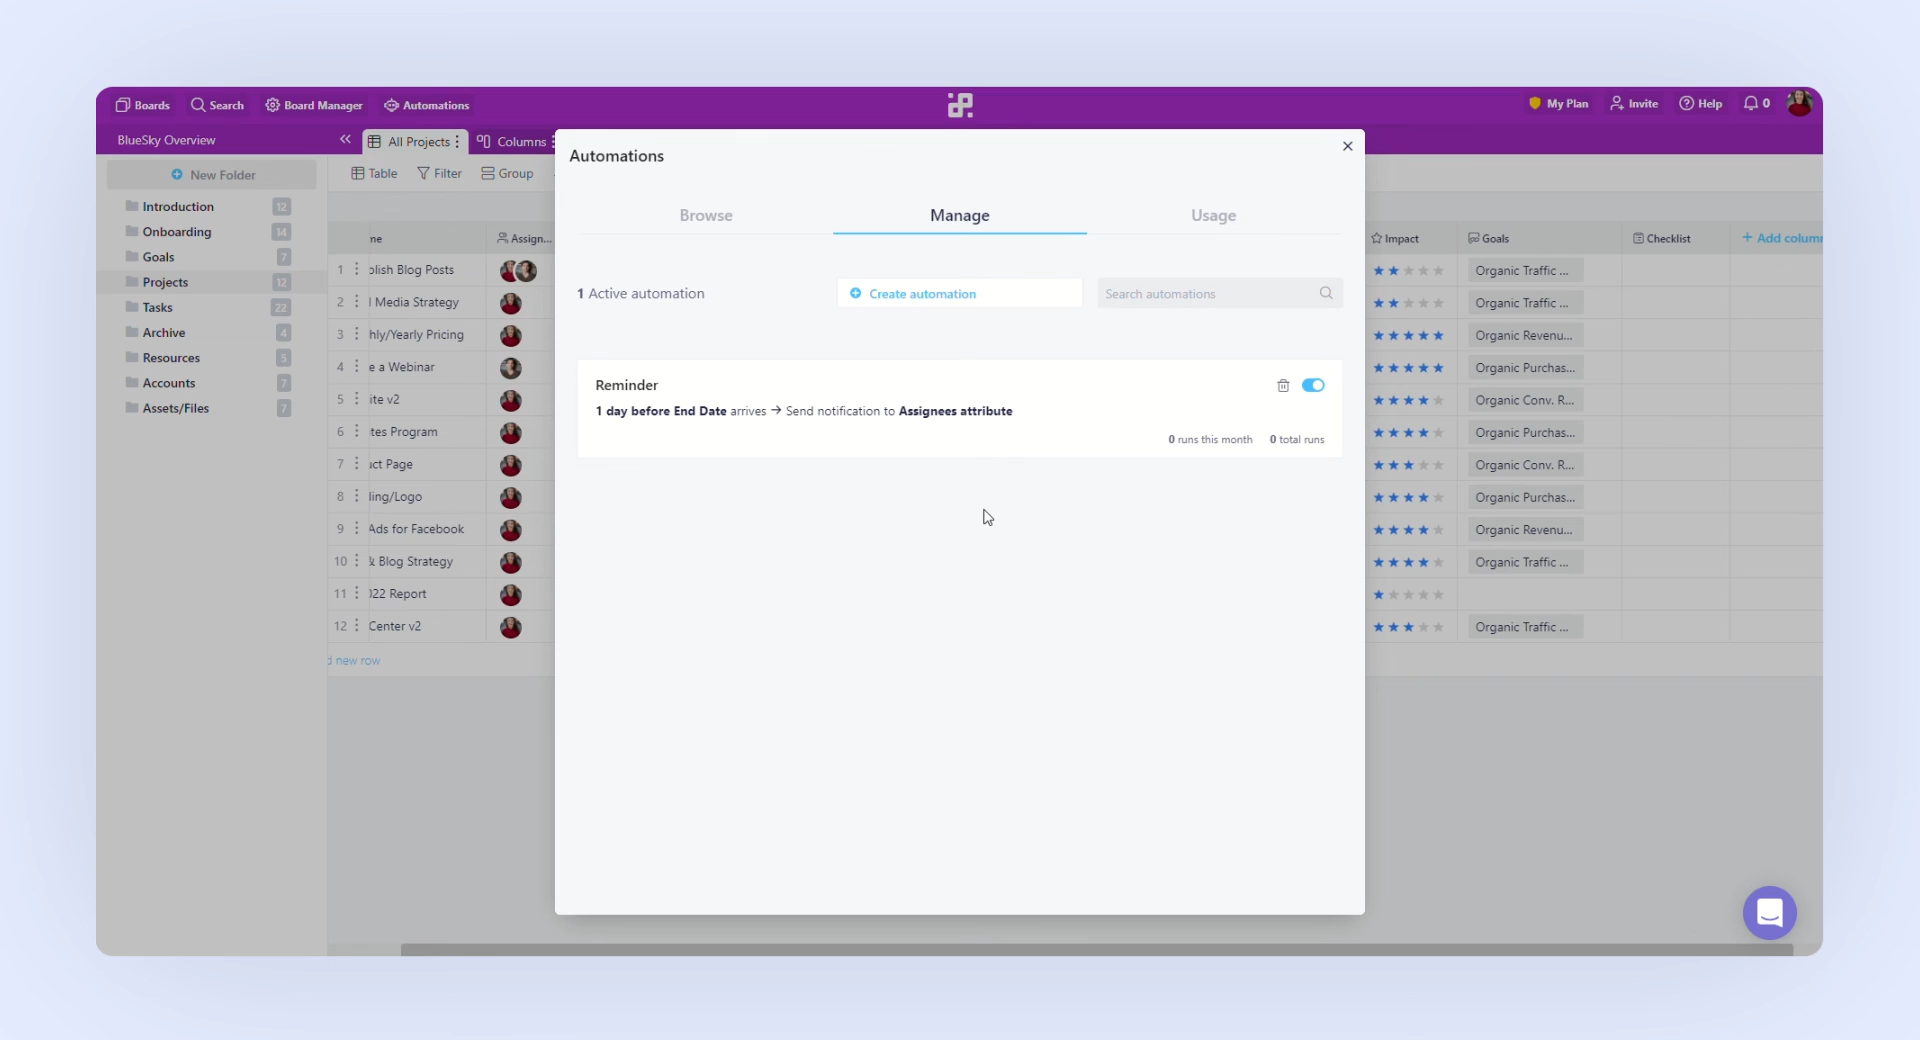 Boards Search Board Manager Automations My Plan Invite Help 0
BlueSky Overview All Projects Columns
New Folder
Introduction 12
Onboarding 14
Goals 7
Projects 12
Tasks 22
Archive 4
Resources 5
Accounts 7
Assets/Files 7
Table Filter Group
ne Assign...
1 blish Blog Posts
2 l Media Strategy
3 hly/Yearly Pricing
4 e a Webinar
5 ite v2
6 tes Program
7 ict Page
8 ling/Logo
9 Ads for Facebook
10 & Blog Strategy
11 022 Report
12 Center v2
d new row
Automations
Browse Manage Usage
1 Active automation Create automation Search automations
Reminder
1 day before End Date arrives → Send notification to Assignees attribute
0 runs this month 0 total runs
Impact Goals Checklist + Add colum
Organic Traffic ...
Organic Traffic ...
Organic Revenu...
Organic Purchas...
Organic Conv. R...
Organic Purchas...
Organic Conv. R...
Organic Purchas...
Organic Revenu...
Organic Traffic ...
Organic Traffic ...